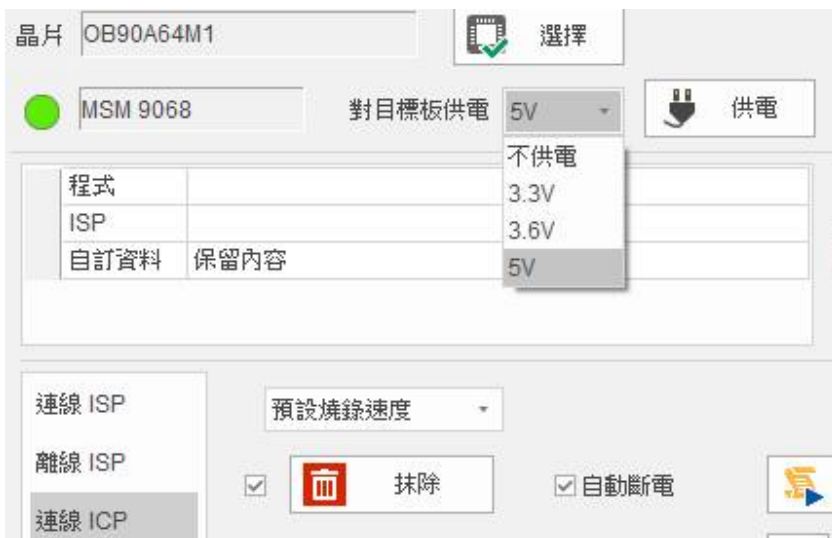 晶片 OB90A64M1 選擇
MSM 9068 對目標板供電 5V 供電
不供電
3.3V
3.6V
5V
程式
ISP
自訂資料 保留內容
連線 ISP
離線 ISP
連線 ICP
預設燒錄速度
抹除 自動斷電